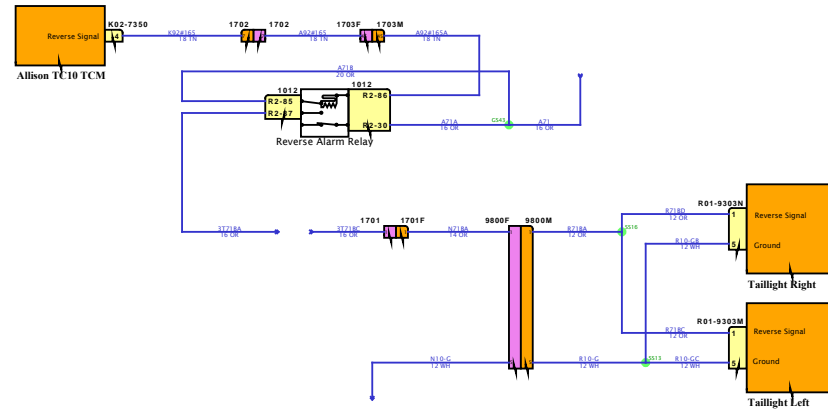 K02-7350
1702 1702
1703F 1703M
Reverse Signal
4
K92#165
18 TN
A92#165
18 TN
A92#165A
18 TN
Allison TC10 TCM
A71B
20 OR
1012 1012
R2-85
R2-86
R2-87
R2-30
A71A
16 OR
GS43
A71
16 OR
Reverse Alarm Relay
3T718A
16 OR
3T718C
16 OR
1701 1701F
N718A
14 OR
9800F 9800M
R718A
12 OR
SS16
R718D
12 OR
R01-9303N
1
Reverse Signal
R10-GB
12 WH
5
Ground
Taillight Right
R01-9303M
R718C
12 OR
1
Reverse Signal
N10-G
12 WH
R10-G
12 WH
SS13
R10-GC
12 WH
5
Ground
Taillight Left